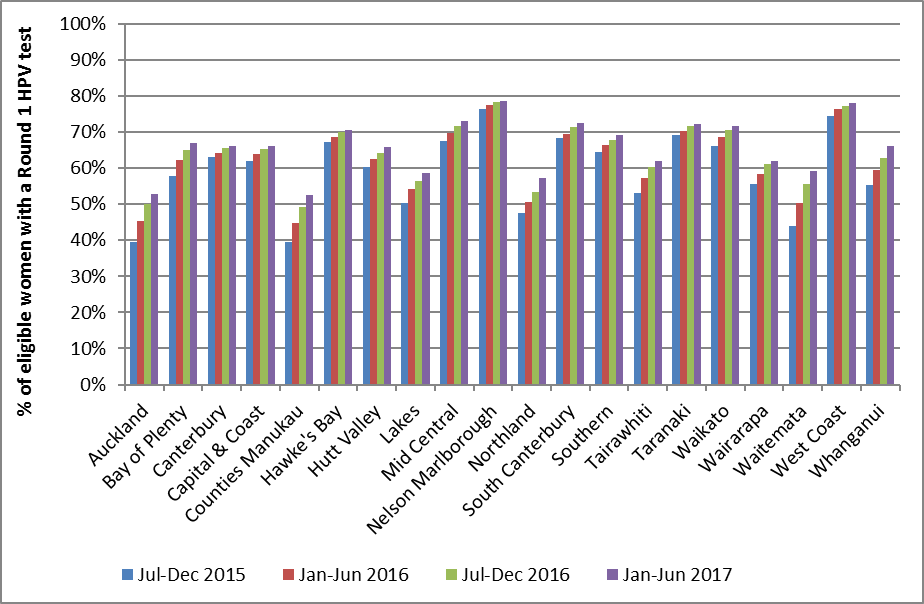 % of eligible women with a Round 1 HPV test
100%
90%
80%
70%
60%
50%
40%
30%
20%
10%
0%
Auckland
Bay of Plenty
Canterbury
Capital & Coast
Counties Manukau
Hawke's Bay
Hutt Valley
Lakes
Mid Central
Nelson Marlborough
Northland
South Canterbury
Southern
Tairawhiti
Taranaki
Waikato
Wairarapa
Waitemata
West Coast
Whanganui
Jul-Dec 2015
Jan-Jun 2016
Jul-Dec 2016
Jan-Jun 2017